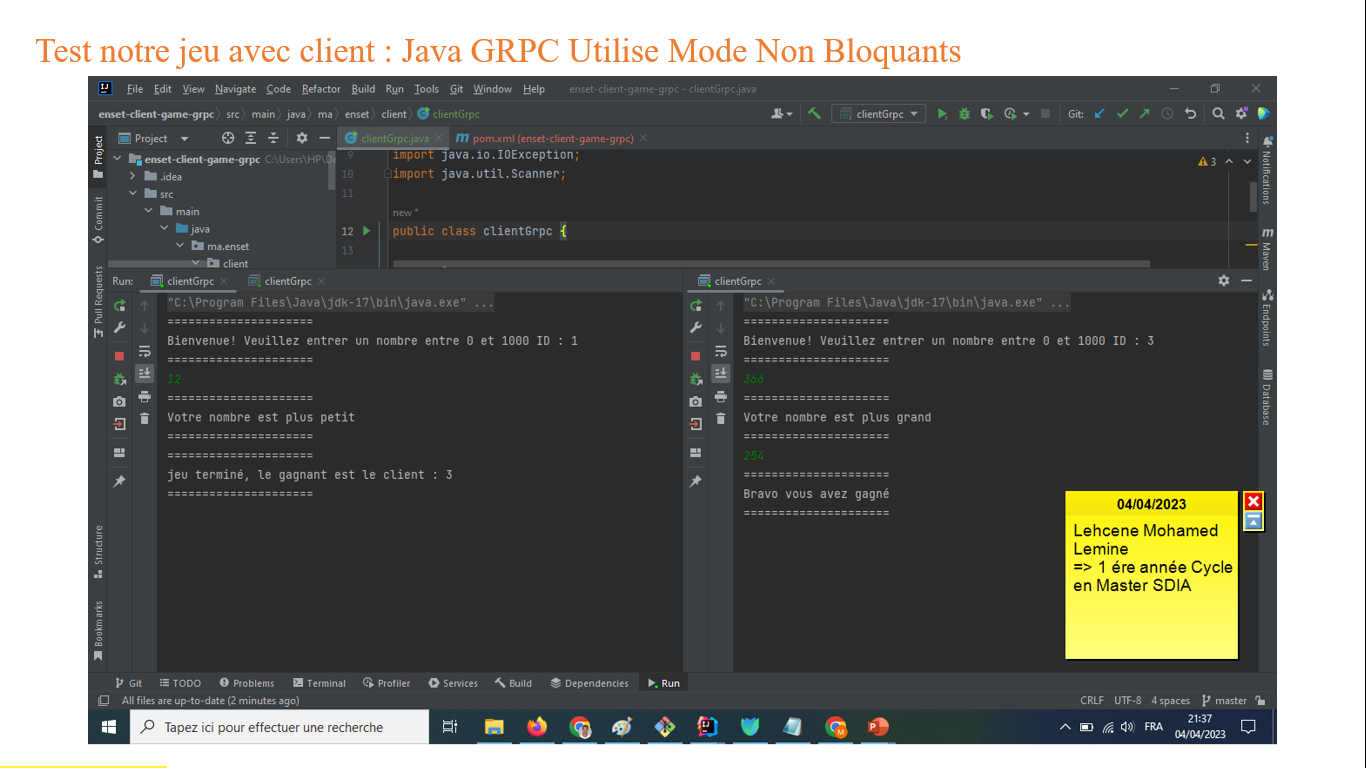 Test notre jeu avec client : Java GRPC Utilise Mode Non Bloquants
File Edit View Navigate Code Refactor Build Run Tools Git Window Help enset-client-game-grpc - clientGrpc.java
enset-client-game-grpc src main java ma enset client clientGrpc
clientGrpc
Git:
Project
clientGrpc.java
pom.xml (enset-client-game-grpc)
enset-client-game-grpc C:\Users\HP\De
.idea
src
main
java
ma.enset
client
9 import java.io.IOException;
10 import java.util.Scanner;
11
new *
12 public class clientGrpc {
13
3
Project
Commit
Pull Requests
Structure
Bookmarks
Notifications
Maven
Endpoints
Database
Run: clientGrpc clientGrpc
"C:\Program Files\Java\jdk-17\bin\java.exe" ...
=====================
Bienvenue! Veuillez entrer un nombre entre 0 et 1000 ID : 1
=====================
12
=====================
Votre nombre est plus petit
=====================
=====================
jeu terminé, le gagnant est le client : 3
=====================
clientGrpc
"C:\Program Files\Java\jdk-17\bin\java.exe" ...
=====================
Bienvenue! Veuillez entrer un nombre entre 0 et 1000 ID : 3
=====================
366
=====================
Votre nombre est plus grand
=====================
254
=====================
Bravo vous avez gagné
=====================
04/04/2023
Lehcene Mohamed
Lemine
=> 1 ére année Cycle
en Master SDIA
Git TODO Problems Terminal Profiler Services Build Dependencies Run
All files are up-to-date (2 minutes ago)
CRLF UTF-8 4 spaces master
Tapez ici pour effectuer une recherche
FRA
21:37
04/04/2023